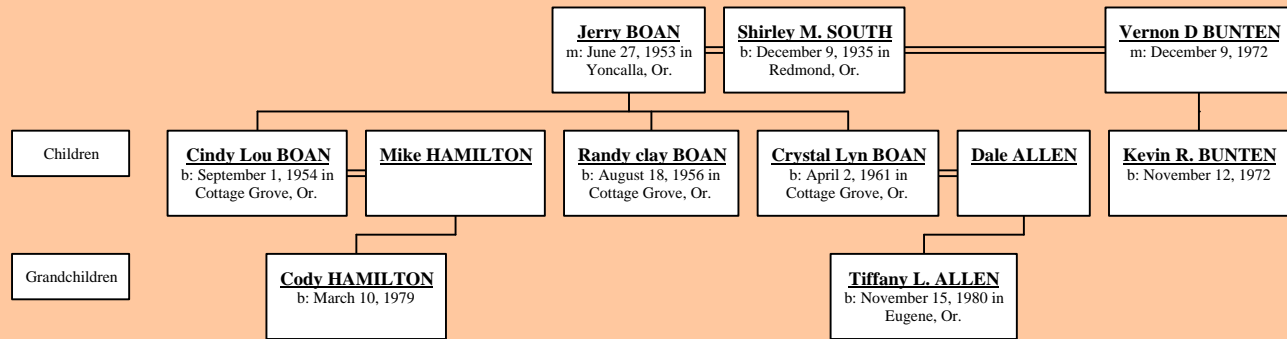 Jerry BOAN
m: June 27, 1953 in
Yoncalla, Or.
Shirley M. SOUTH
b: December 9, 1935 in
Redmond, Or.
Vernon D BUNTEN
m: December 9, 1972
Children
Cindy Lou BOAN
b: September 1, 1954 in
Cottage Grove, Or.
Mike HAMILTON
Randy clay BOAN
b: August 18, 1956 in
Cottage Grove, Or.
Crystal Lyn BOAN
b: April 2, 1961 in
Cottage Grove, Or.
Dale ALLEN
Kevin R. BUNTEN
b: November 12, 1972
Grandchildren
Cody HAMILTON
b: March 10, 1979
Tiffany L. ALLEN
b: November 15, 1980 in
Eugene, Or.